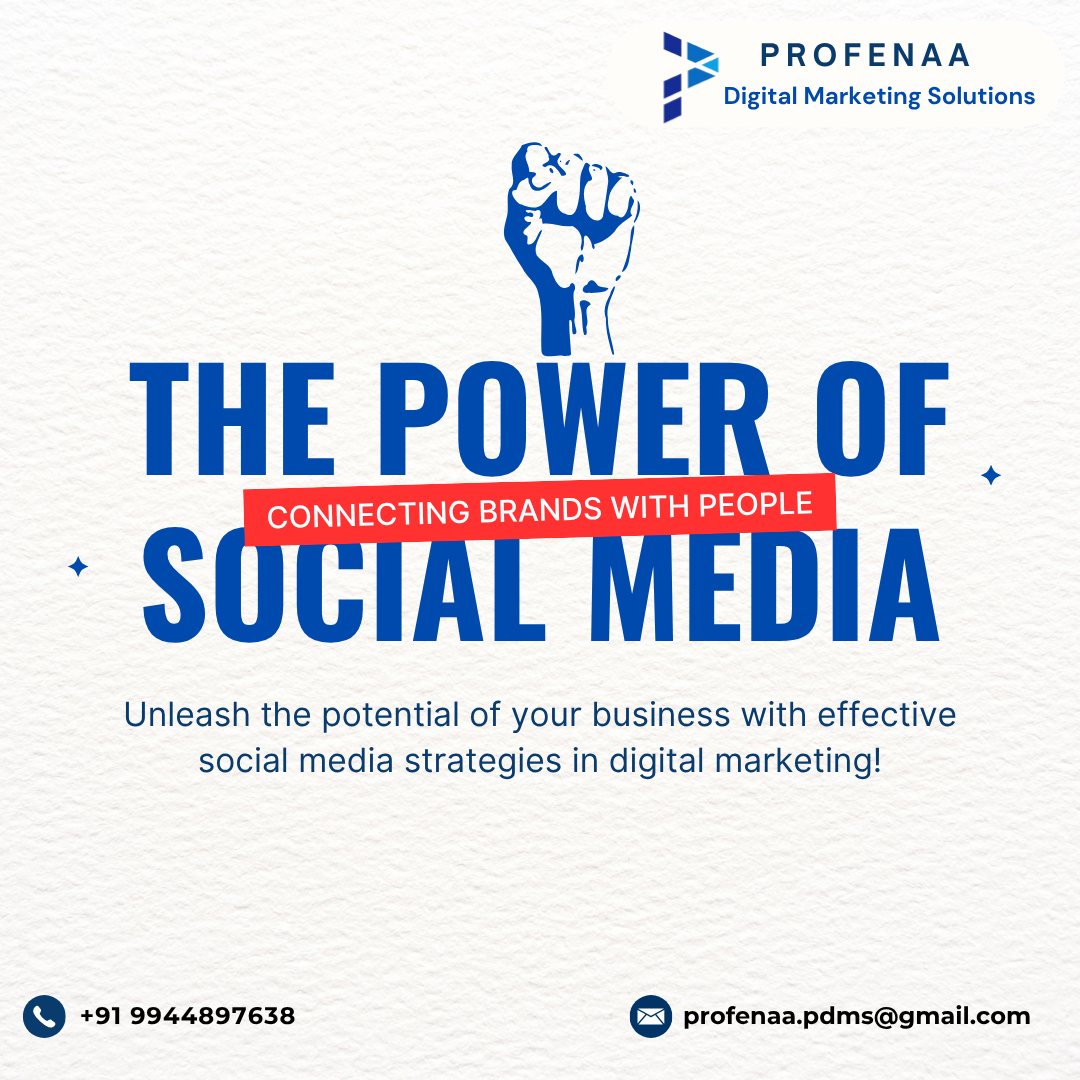 PROFENAA
Digital Marketing Solutions
THE POWER OF
CONNECTING BRANDS WITH PEOPLE
SOCIAL MEDIA
Unleash the potential of your business with effective
social media strategies in digital marketing!
+91 9944897638
profenaa.pdms@gmail.com